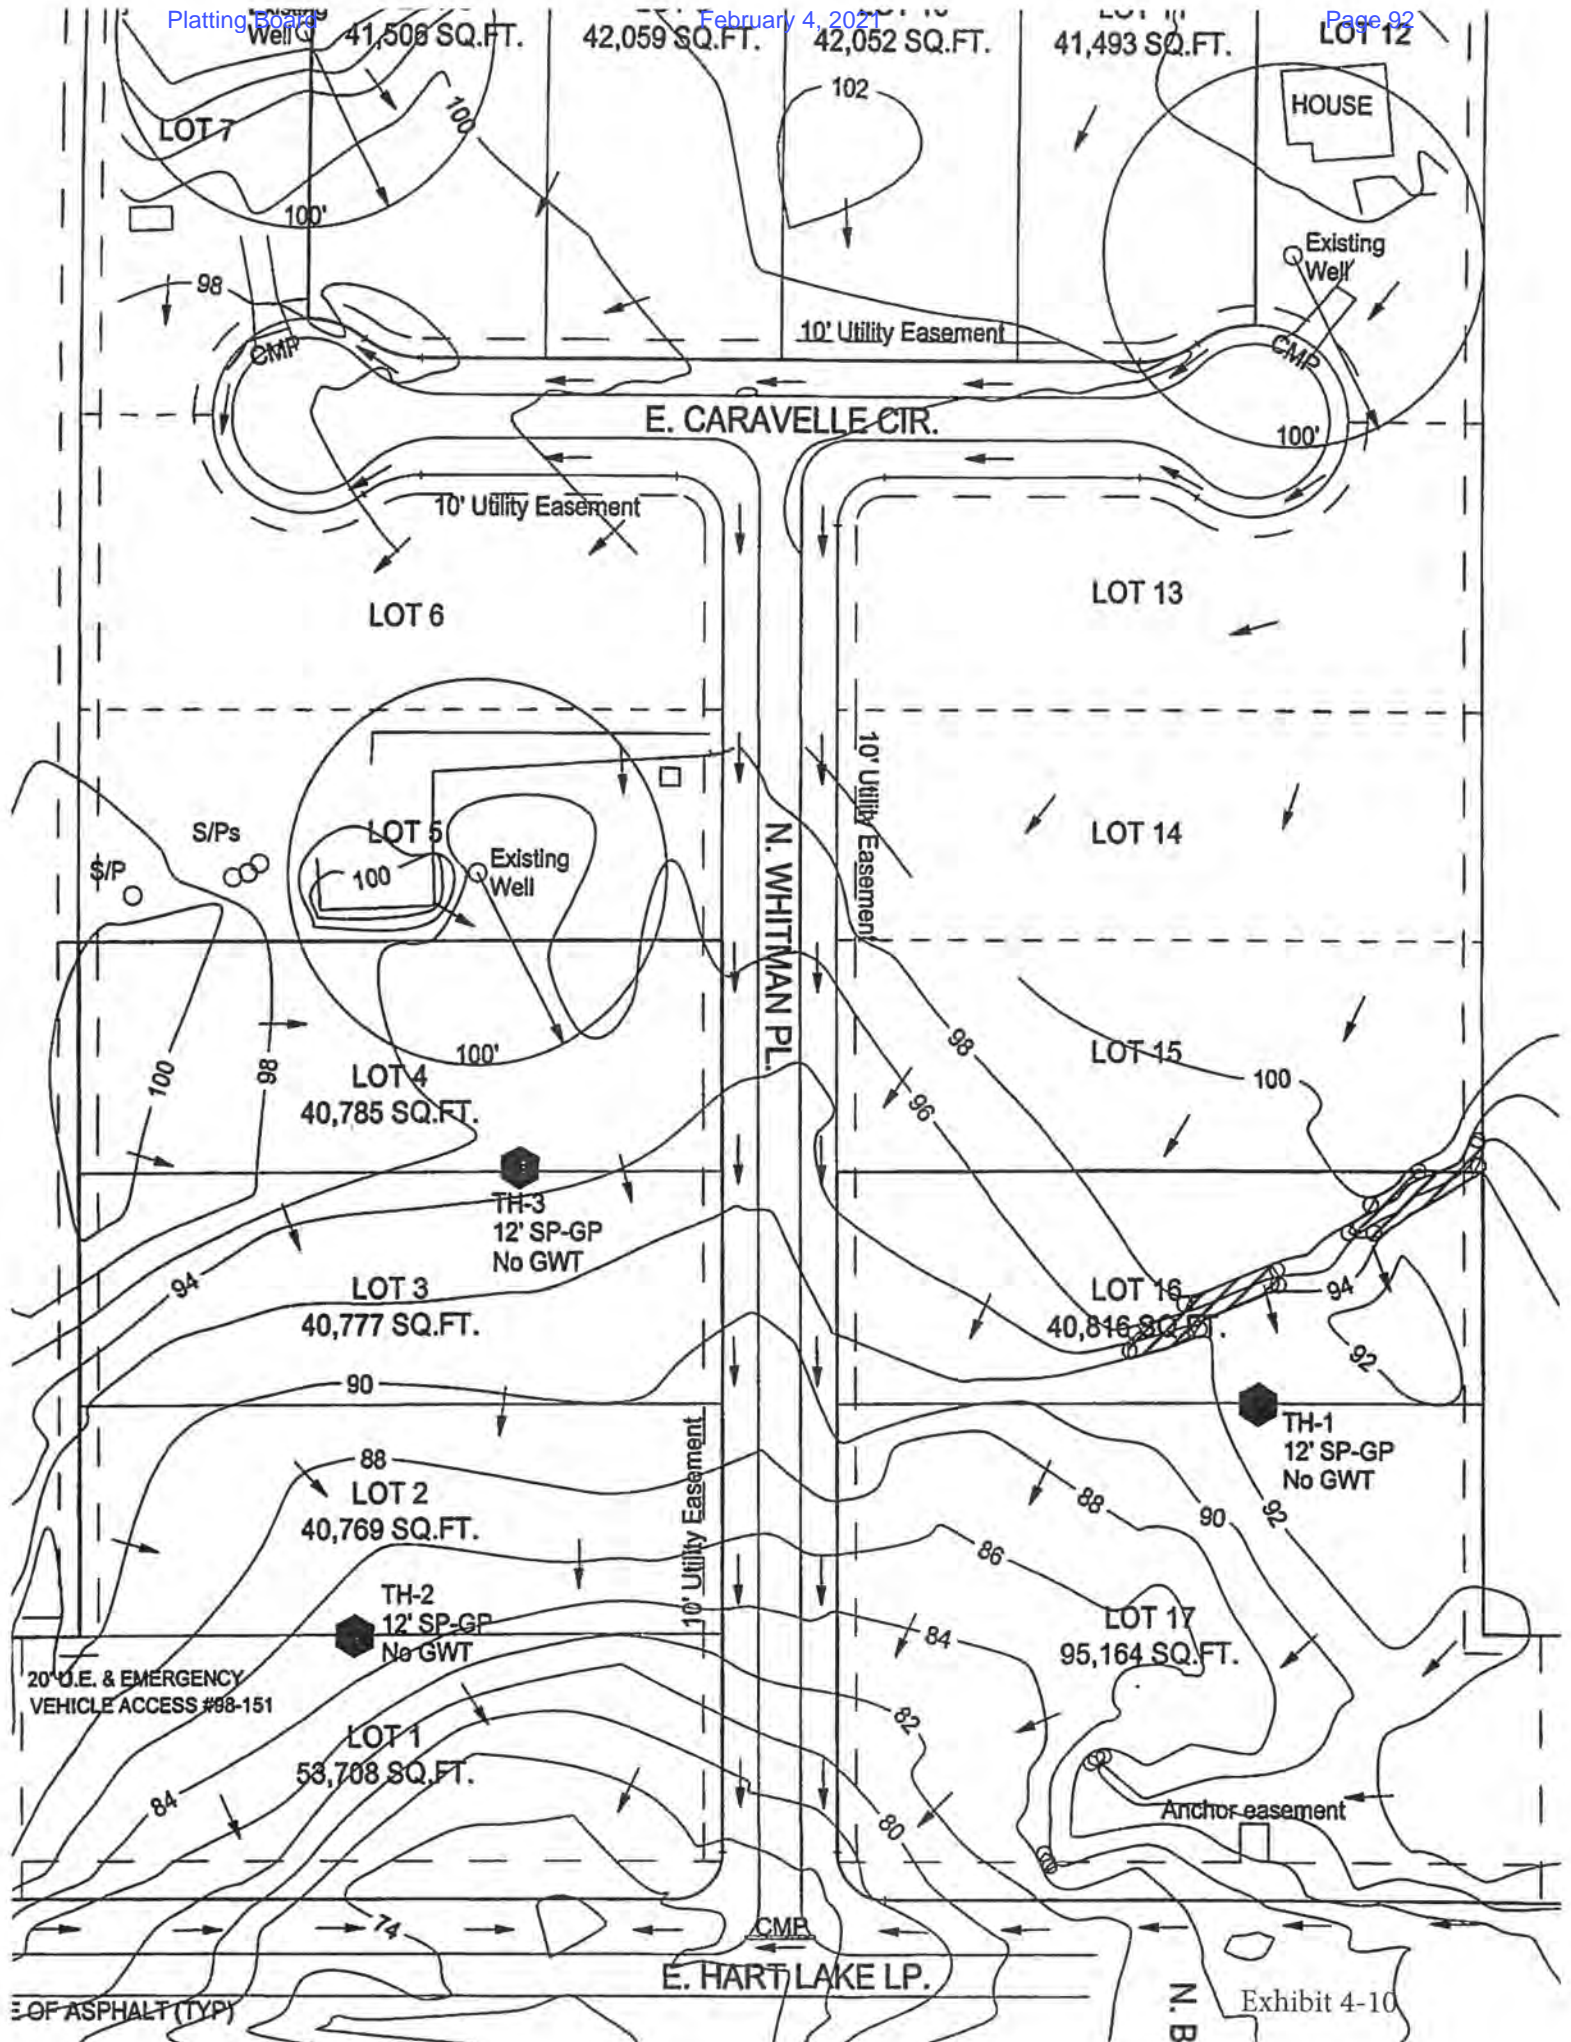 Platting Board
February 4, 2021
Page 92
Existing
Well
41,506 SQ.FT.
42,059 SQ.FT.
42,052 SQ.FT.
41,493 SQ.FT.
LOT 12
102
HOUSE
LOT 7
100
100'
Existing
Well
98
10' Utility Easement
CMP
CMP
E. CARAVELLE CIR.
100'
10' Utility Easement
LOT 13
LOT 6
10' Utility Easement
S/Ps
LOT 5
LOT 14
N. WHITMAN PL.
Existing
Well
S/P
100
98
100'
LOT 15
100
98
LOT 4
100
96
40,785 SQ.FT.
TH-3
12' SP-GP
No GWT
94
LOT 3
LOT 16
94
40,777 SQ.FT.
40,816 SQ.FT.
92
90
TH-1
12' SP-GP
No GWT
10' Utility Easement
88
LOT 2
88
90
92
40,769 SQ.FT.
86
TH-2
12' SP-GP
No GWT
LOT 17
84
95,164 SQ.FT.
20' U.E. & EMERGENCY
VEHICLE ACCESS #98-151
82
LOT 1
53,708 SQ.FT.
84
80
Anchor easement
74
CMP
E. HART LAKE LP.
N. B
Exhibit 4-10
E OF ASPHALT (TYP)